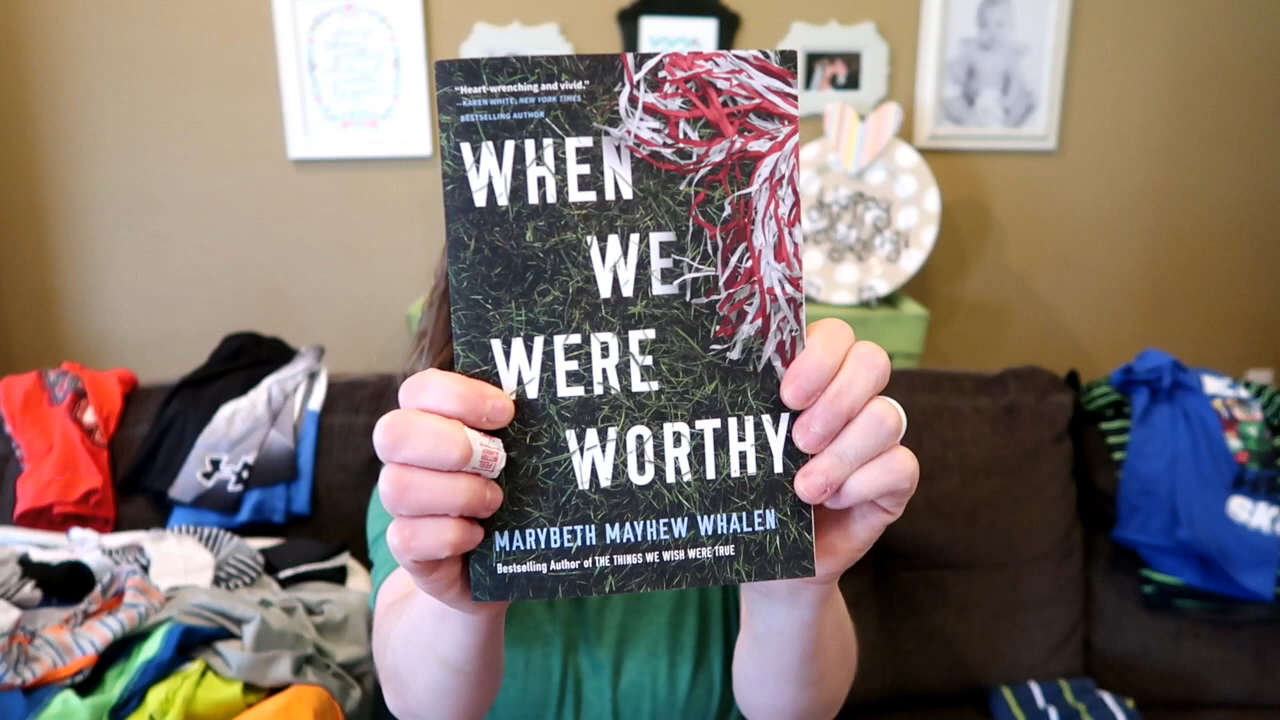 “Heart-wrenching and vivid.”
—KAREN WHITE, NEW YORK TIMES
BESTSELLING AUTHOR
WHEN
WE
WERE
WORTHY
MARYBETH MAYHEW WHALEN
Bestselling Author of THE THINGS WE WISH WERE TRUE